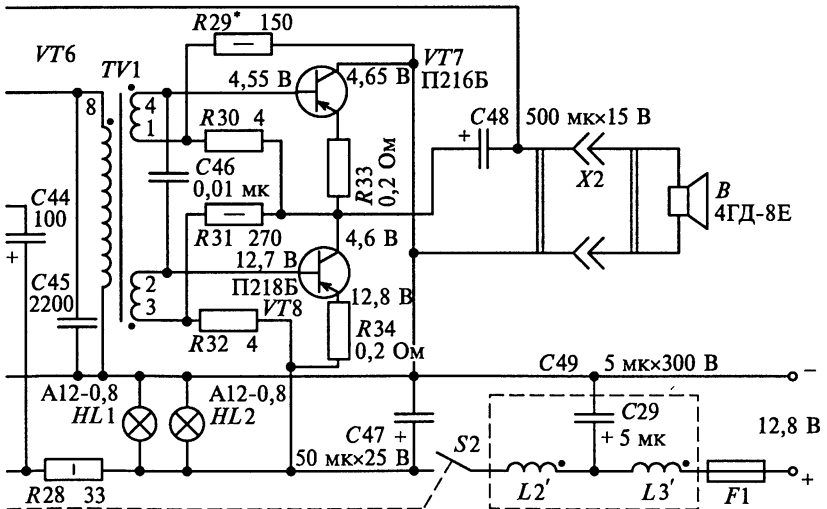 R29* 150
VT6
TV1
VT7
П216Б
4,55 В
4,65 В
8
4
1
R30 4
C48
500 мк×15 В
+
C46
0,01 мк
R33
0,2 Ом
X2
B
4ГД-8Е
C44
100
+
R31 270
4,6 В
12,7 В
П218Б
VT8
12,8 В
C45
2200
2
3
R32 4
R34
0,2 Ом
C49 5 мк×300 В
−
А12-0,8
HL1
А12-0,8
HL2
C47 +
50 мк×25 В
S2
C29
+ 5 мк
12,8 В
R28 33
L2′
L3′
F1
+